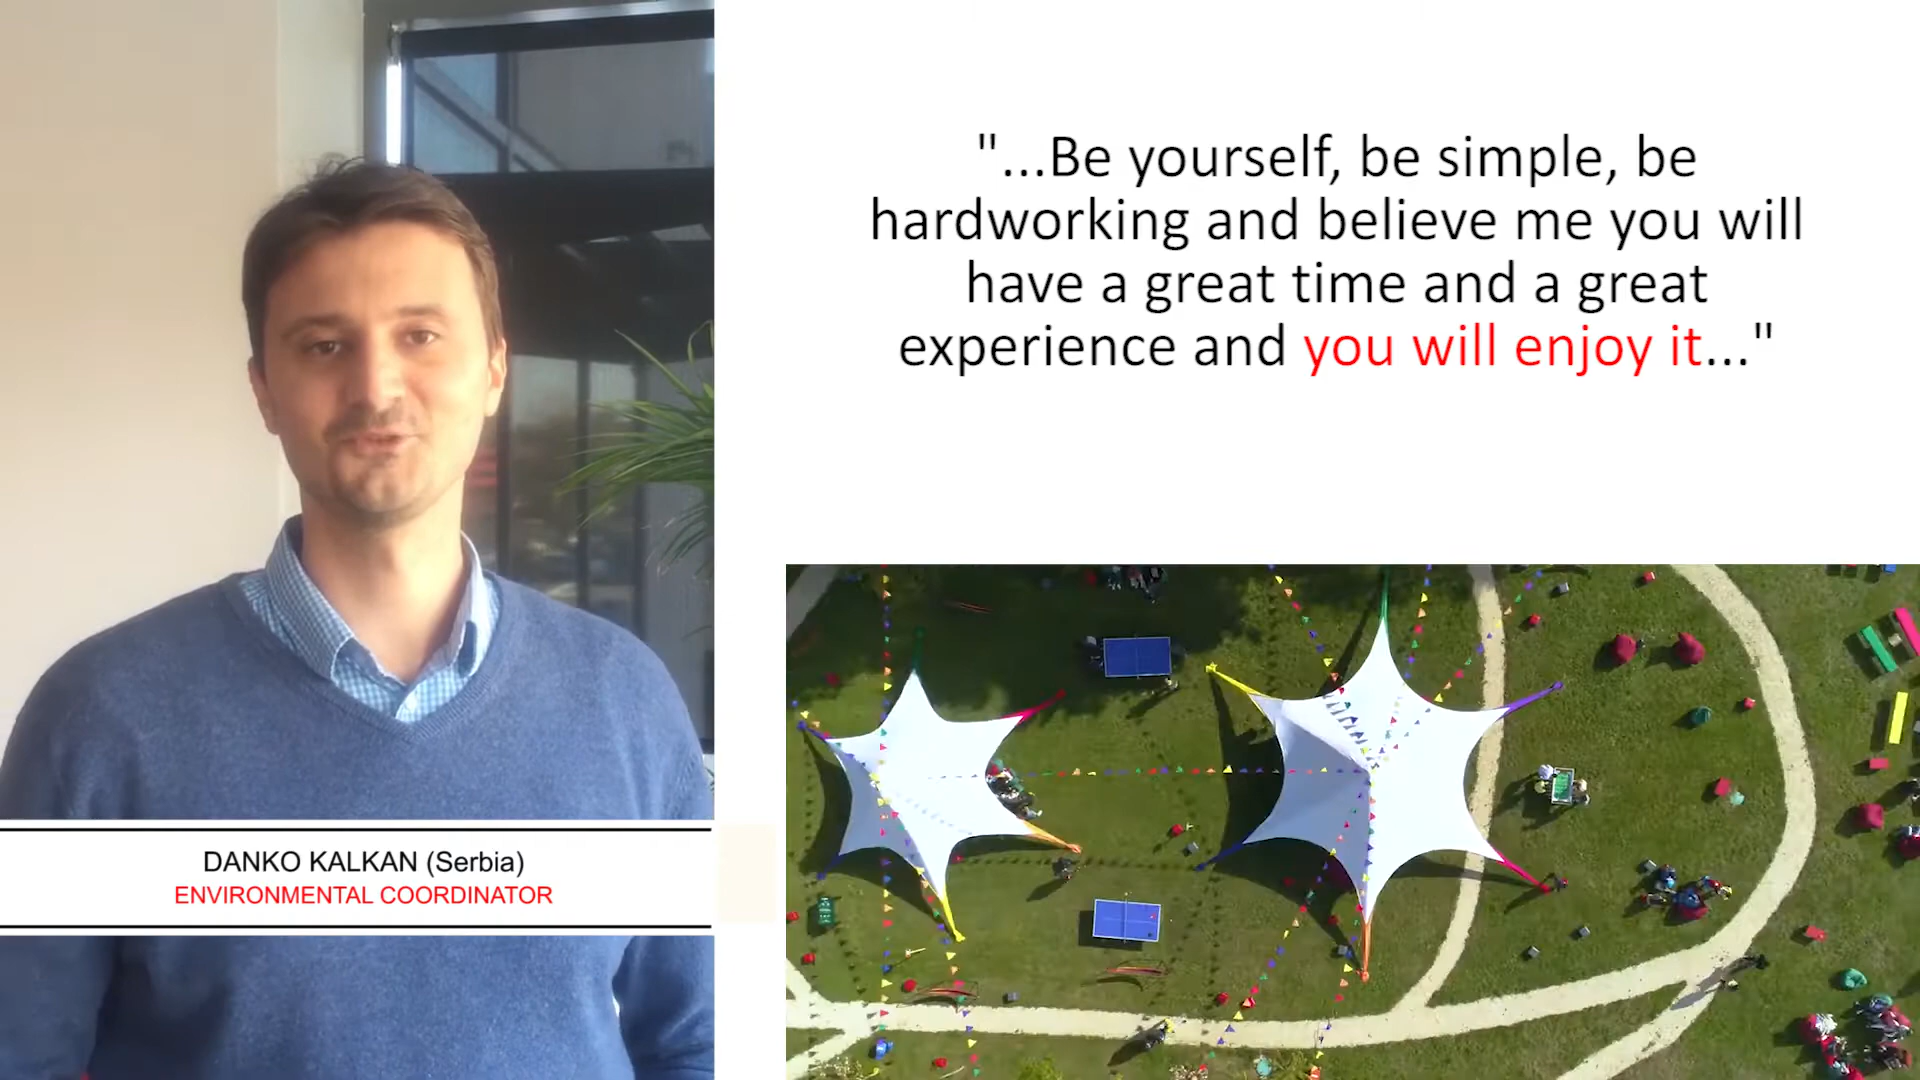 "...Be yourself, be simple, be
hardworking and believe me you will
have a great time and a great
experience and you will enjoy it..."
DANKO KALKAN (Serbia)
ENVIRONMENTAL COORDINATOR